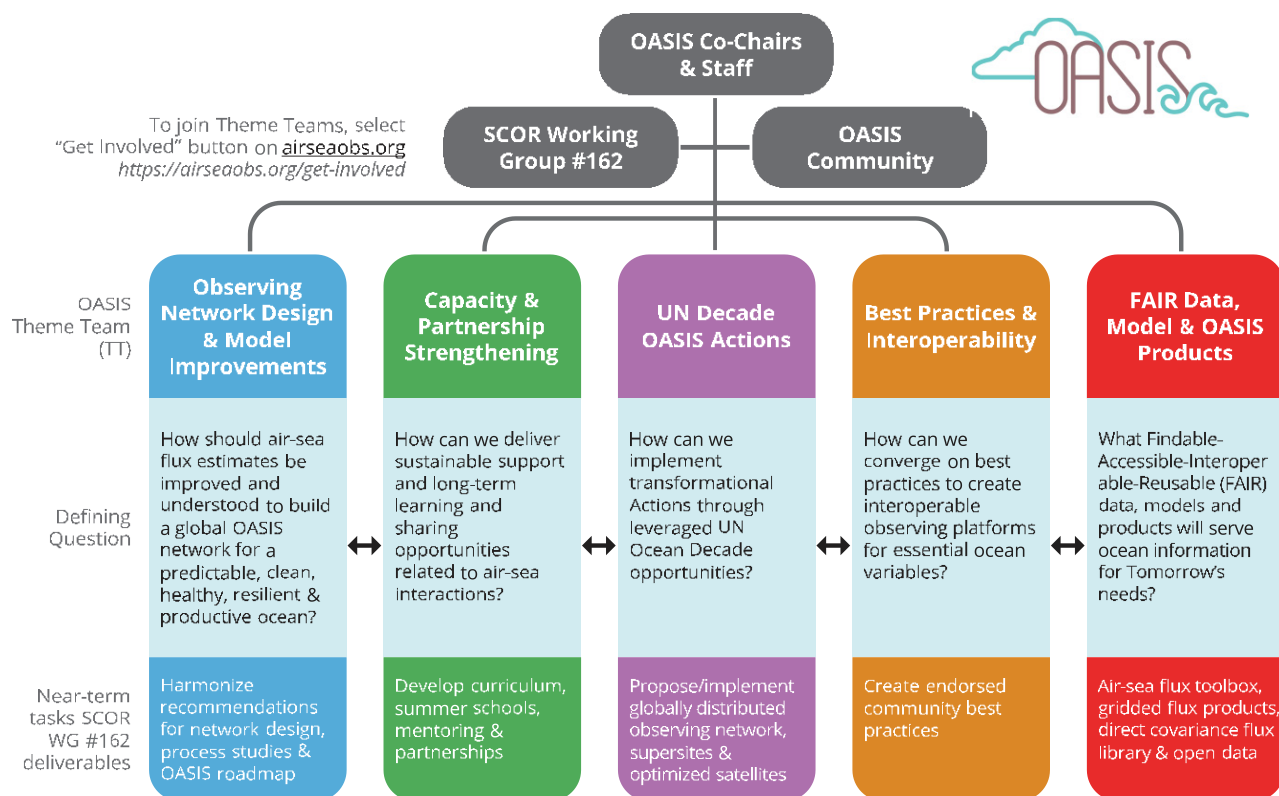 OASIS Co-Chairs
& Staff
OASIS
To join Theme Teams, select
“Get Involved” button on airseaobs.org
https://airseaobs.org/get-involved
SCOR Working
Group #162
OASIS
Community
OASIS
Theme Team
(TT)
Observing
Network Design
& Model
Improvements
Capacity &
Partnership
Strengthening
UN Decade
OASIS Actions
Best Practices &
Interoperability
FAIR Data,
Model & OASIS
Products
Defining
Question
How should air-sea
flux estimates be
improved and
understood to build
a global OASIS
network for a
predictable, clean,
healthy, resilient &
productive ocean?
How can we deliver
sustainable support
and long-term
learning and
sharing
opportunities
related to air-sea
interactions?
How can we
implement
transformational
Actions through
leveraged UN
Ocean Decade
opportunities?
How can we
converge on best
practices to create
interoperable
observing platforms
for essential ocean
variables?
What Findable-
Accessible-Interoper
able-Reusable (FAIR)
data, models and
products will serve
ocean information
for Tomorrow’s
needs?
Near-term
tasks SCOR
WG #162
deliverables
Harmonize
recommendations
for network design,
process studies &
OASIS roadmap
Develop curriculum,
summer schools,
mentoring &
partnerships
Propose/implement
globally distributed
observing network,
supersites &
optimized satellites
Create endorsed
community best
practices
Air-sea flux toolbox,
gridded flux products,
direct covariance flux
library & open data